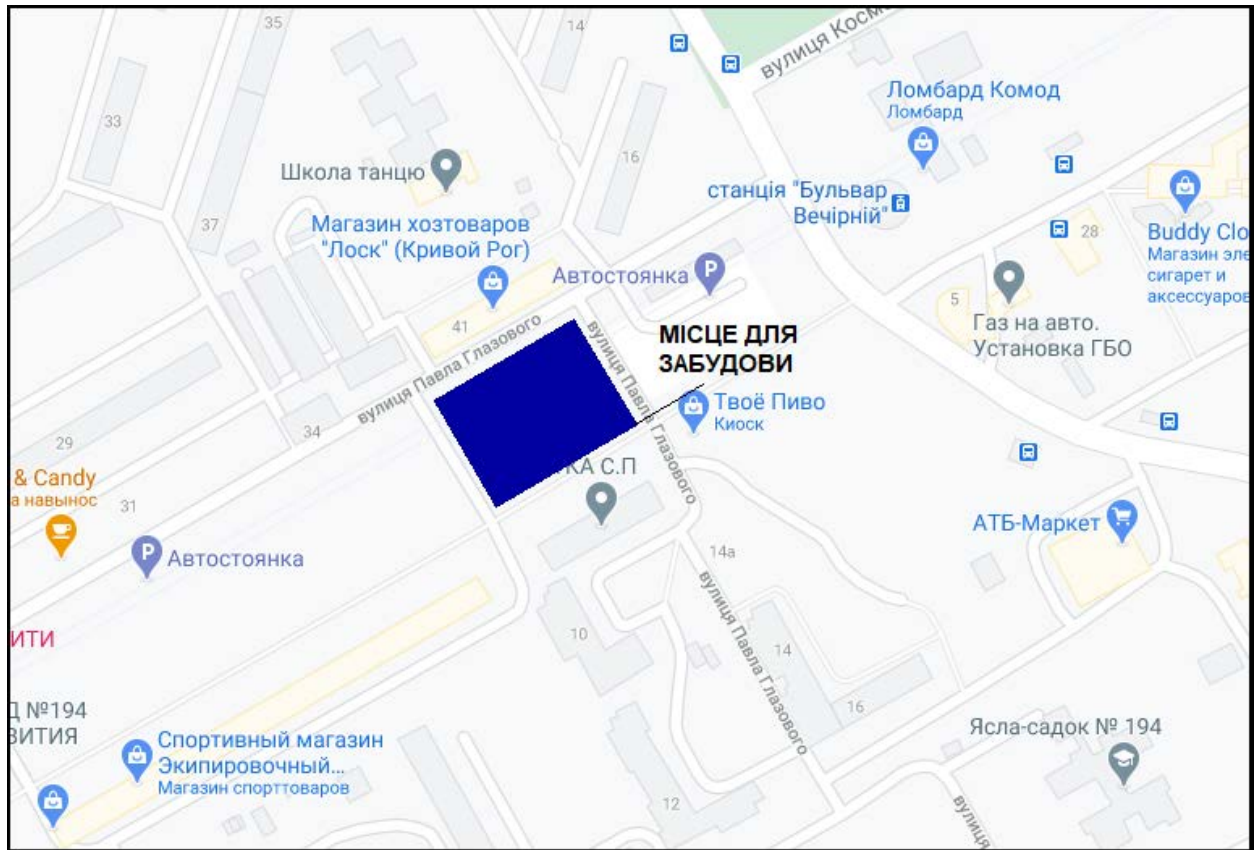 35
14
вулиця Косм
Ломбард Комод
Ломбард
33
16
Школа танцю
станція "Бульвар
Вечірній"
37
Магазин хозтоваров
"Лоск" (Кривой Рог)
28
Buddy Clo
Магазин эле
сигарет и
аксессуаров
Автостоянка
P
5
Газ на авто.
Установка ГБО
41
вулиця Павла Глазового
вулиця Павла Глазового
МІСЦЕ ДЛЯ
ЗАБУДОВИ
Твоё Пиво
Киоск
34
29
КА С.П
& Candy
а навынос
31
P
Автостоянка
АТБ-Маркет
14а
вулиця Павла Глазового
ИТИ
10
14
16
Д №194
ЗВИТИЯ
Спортивный магазин
Экипировочный...
Магазин спорттоваров
Ясла-садок № 194
12
вулиця